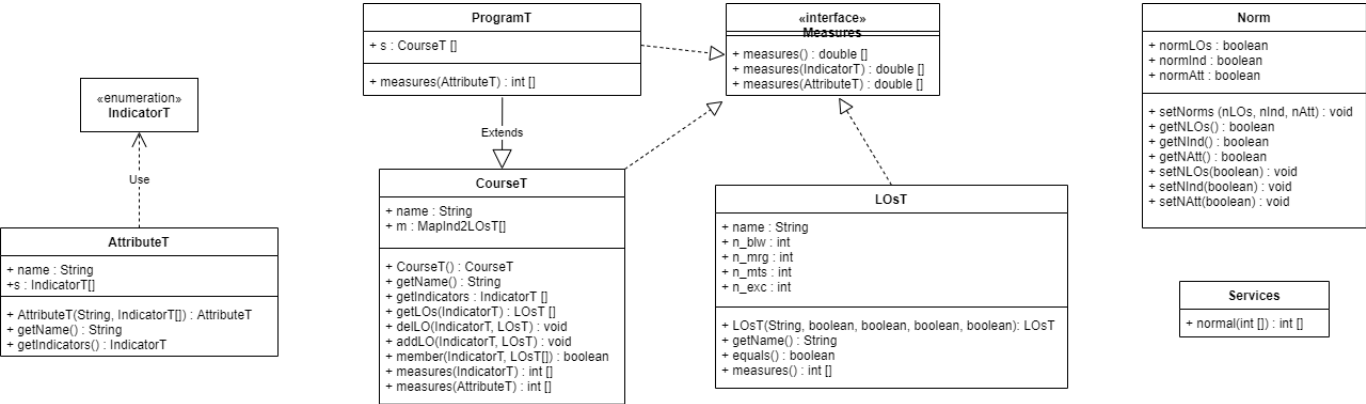 «enumeration»
IndicatorT
Use
AttributeT
+ name : String
+s : IndicatorT[]
+ AttributeT(String, IndicatorT[]) : AttributeT
+ getName() : String
+ getIndicators() : IndicatorT
ProgramT
+ s : CourseT []
+ measures(AttributeT) : int []
Extends
CourseT
+ name : String
+ m : MapInd2LOsT[]
+ CourseT() : CourseT
+ getName() : String
+ getIndicators : IndicatorT []
+ getLOs(IndicatorT) : LOsT []
+ delLO(IndicatorT, LOsT) : void
+ addLO(IndicatorT, LOsT) : void
+ member(IndicatorT, LOsT[]) : boolean
+ measures(IndicatorT) : int []
+ measures(AttributeT) : int []
«interface»
Measures
+ measures() : double []
+ measures(IndicatorT) : double []
+ measures(AttributeT) : double []
LOsT
+ name : String
+ n_blw : int
+ n_mrg : int
+ n_mts : int
+ n_exc : int
+ LOsT(String, boolean, boolean, boolean, boolean): LOsT
+ getName() : String
+ equals() : boolean
+ measures() : int []
Norm
+ normLOs : boolean
+ normInd : boolean
+ normAtt : boolean
+ setNorms (nLOs, nInd, nAtt) : void
+ getNLOs() : boolean
+ getNInd() : boolean
+ getNAtt() : boolean
+ setNLOs(boolean) : void
+ setNInd(boolean) : void
+ setNAtt(boolean) : void
Services
+ normal(int []) : int []